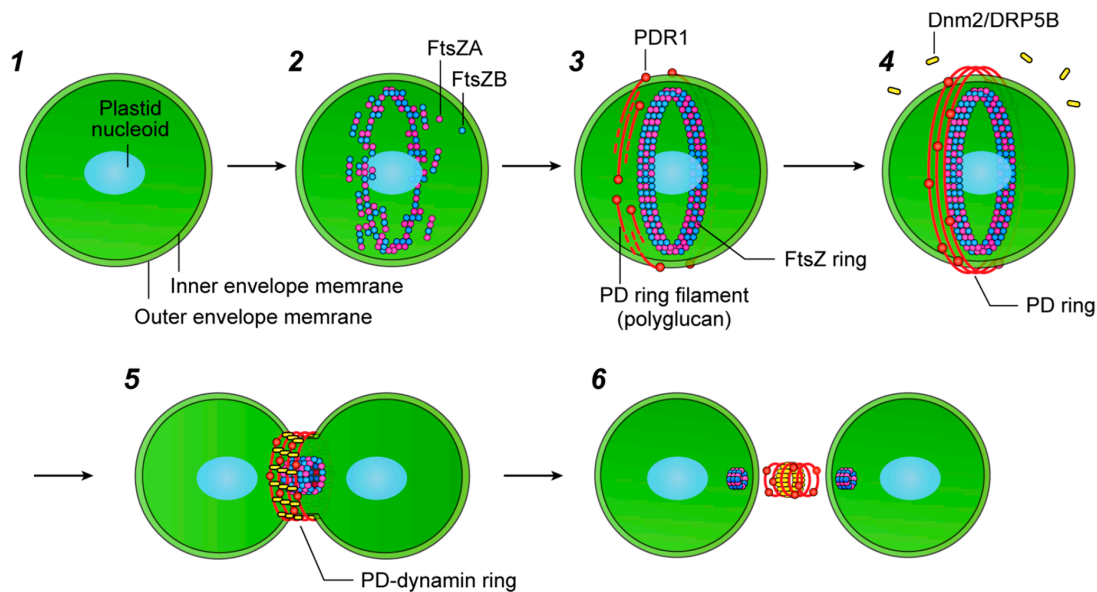 1
Plastid
nucleoid
Inner envelope memrane
Outer envelope memrane
2
FtsZA
FtsZB
3
PDR1
FtsZ ring
PD ring filament
(polyglucan)
4
Dnm2/DRP5B
PD ring
5
PD-dynamin ring
6